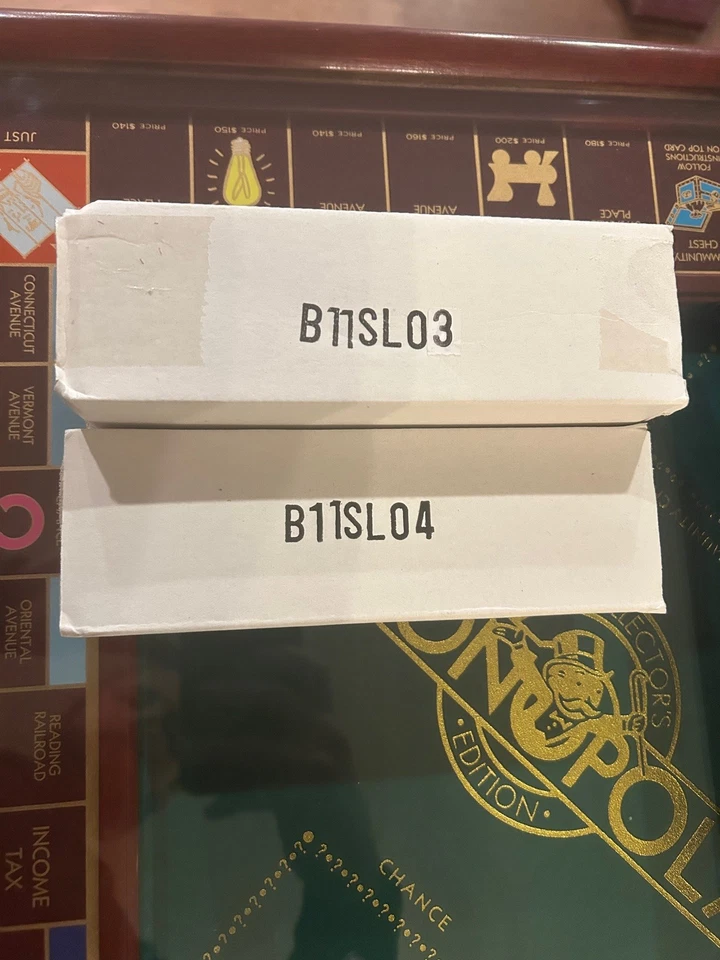 JUST
PRICE $140
PRICE $150
PRICE $140
PRICE $160
PRICE $200
PRICE $180
FOLLOW
INSTRUCTIONS
ON TOP CARD
AVENUE
AVENUE
PLACE
CHEST
CONNECTICUT
AVENUE
B11SL03
VERMONT
AVENUE
B11SL04
ORIENTAL
AVENUE
READING
RAILROAD
INCOME
TAX
EDITION
CHANCE